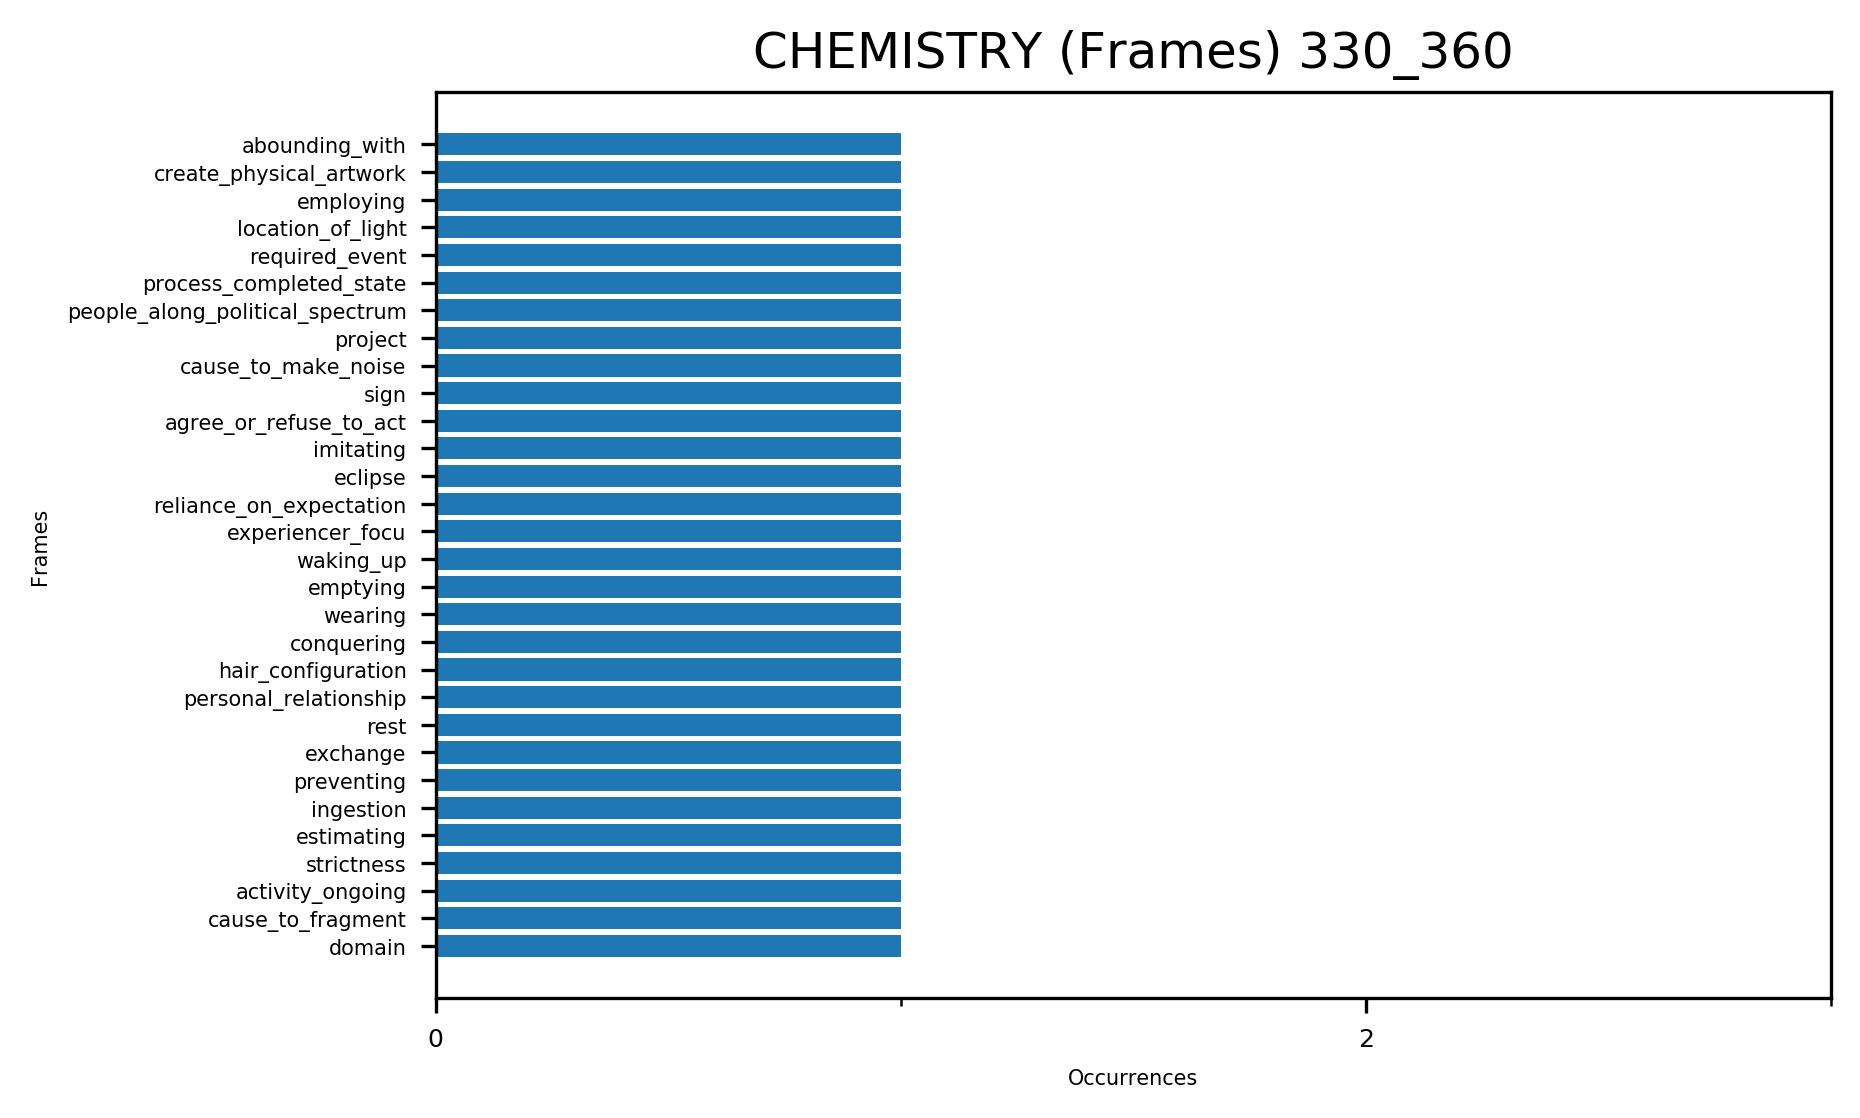 CHEMISTRY (Frames) 330_360
abounding_with
create_physical_artwork
employing
location_of_light
required_event
process_completed_state
people_along_political_spectrum
project
cause_to_make_noise
sign
agree_or_refuse_to_act
imitating
eclipse
reliance_on_expectation
experiencer_focu
waking_up
emptying
wearing
conquering
hair_configuration
personal_relationship
rest
exchange
preventing
ingestion
estimating
strictness
activity_ongoing
cause_to_fragment
domain
Frames
0
2
Occurrences